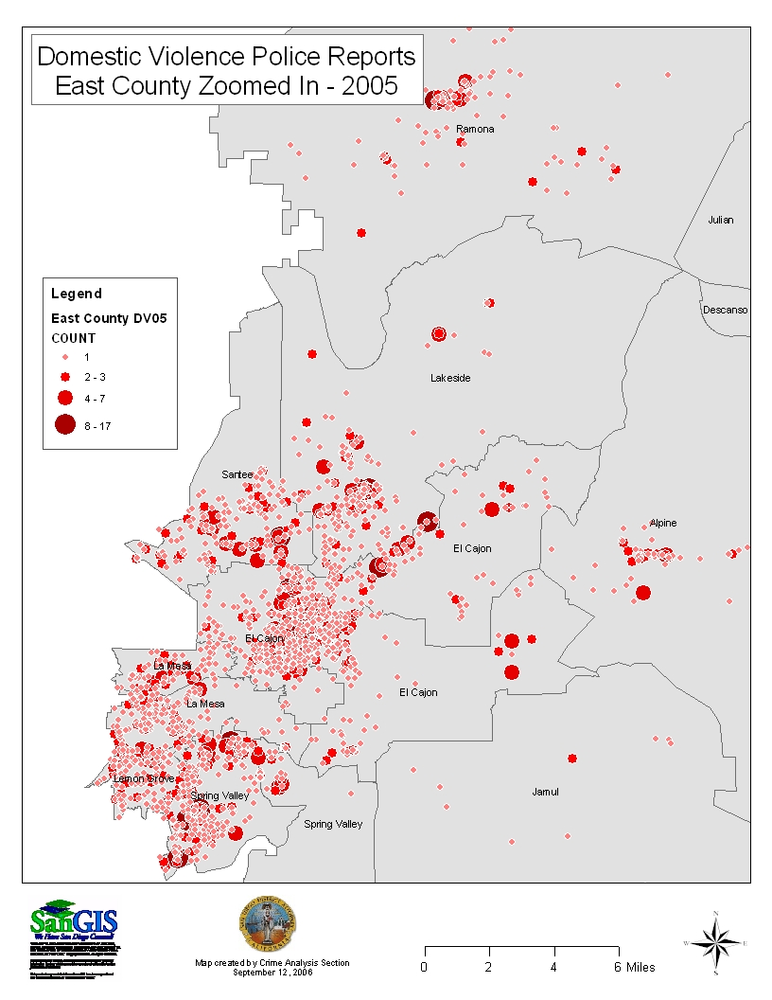 Domestic Violence Police Reports
East County Zoomed In - 2005
Ramona
Julian
Descanso
Legend
East County DV05
COUNT
1
2 - 3
4 - 7
8 - 17
Lakeside
Santee
Alpine
El Cajon
El Cajon
La Mesa
El Cajon
La Mesa
Lemon Grove
Spring Valley
Jamul
Spring Valley
SanGIS
We Have San Diego Covered!
Map created by Crime Analysis Section
September 12, 2006
0 2 4 6 Miles
N
W E
S